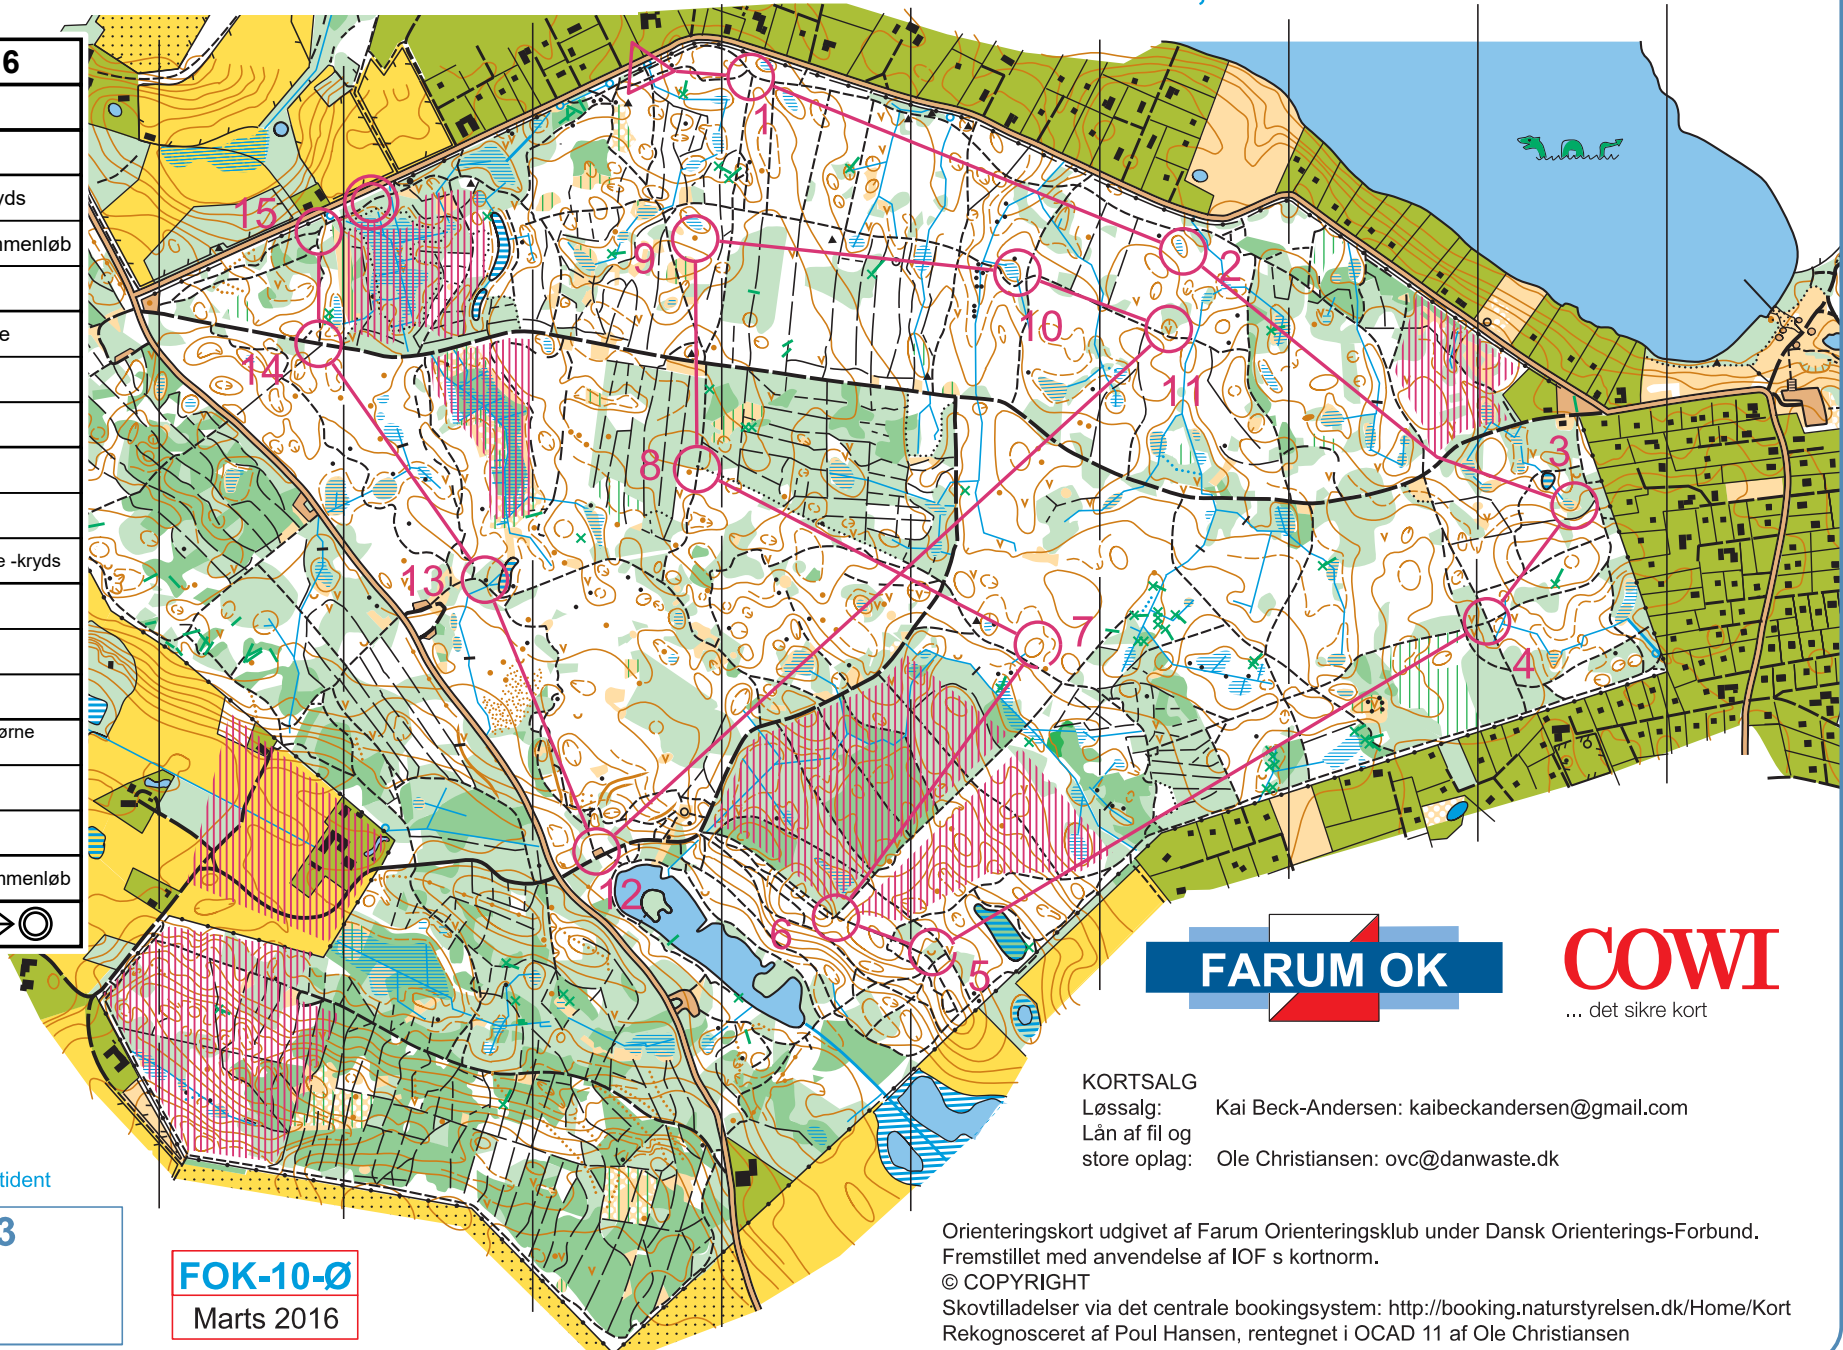 6
yds
nmenløb
e
e -kryds
ørne
nmenløb
1
2
3
4
5
6
7
8
9
10
11
12
13
14
15
FARUM OK
COWI
... det sikre kort
KORTSALG
Løssalg: Kai Beck-Andersen: kaibeckandersen@gmail.com
Lån af fil og
store oplag: Ole Christiansen: ovc@danwaste.dk
tident
3
FOK-10-Ø
Marts 2016
Orienteringskort udgivet af Farum Orienteringsklub under Dansk Orienterings-Forbund.
Fremstillet med anvendelse af IOF s kortnorm.
© COPYRIGHT
Skovtilladelser via det centrale bookingsystem: http://booking.naturstyrelsen.dk/Home/Kort
Rekognosceret af Poul Hansen, rentegnet i OCAD 11 af Ole Christiansen